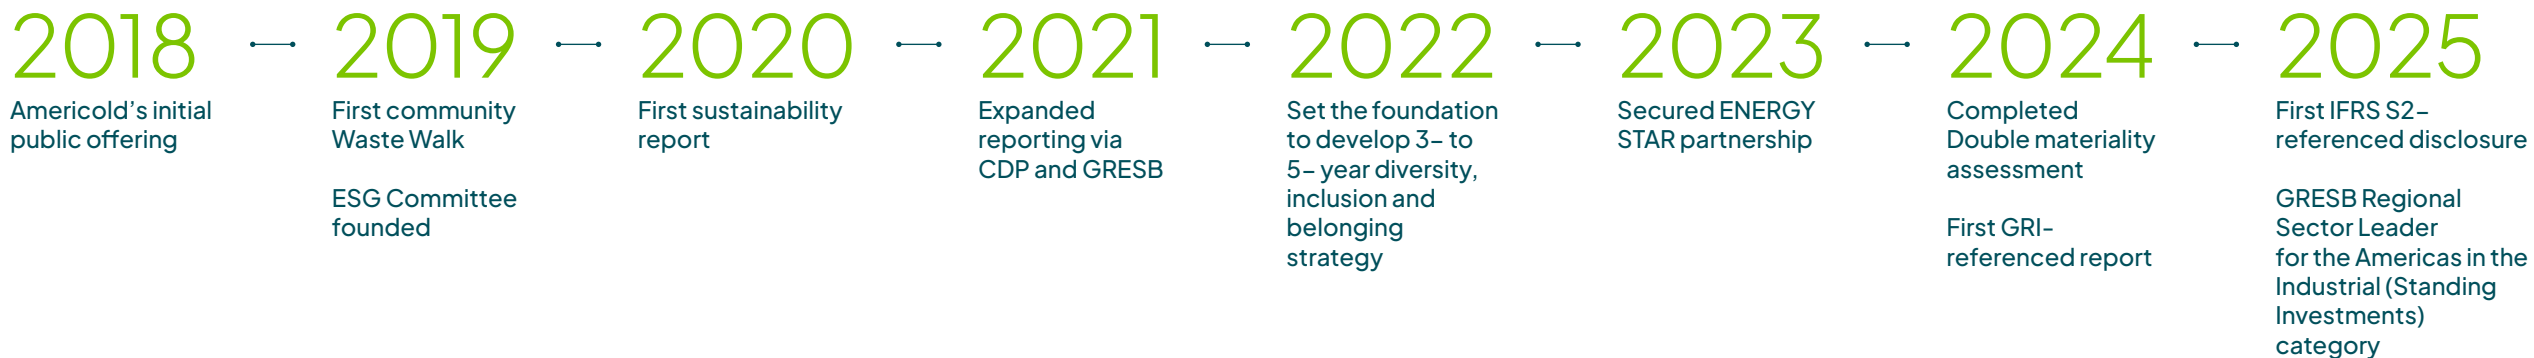 2018
Americold’s initial
public offering
2019
First community
Waste Walk
ESG Committee
founded
2020
First sustainability
report
2021
Expanded
reporting via
CDP and GRESB
2022
Set the foundation
to develop 3– to
5– year diversity,
inclusion and
belonging
strategy
2023
Secured ENERGY
STAR partnership
2024
Completed
Double materiality
assessment
First GRI-
referenced report
2025
First IFRS S2–
referenced disclosure
GRESB Regional
Sector Leader
for the Americas in the
Industrial (Standing
Investments)
category